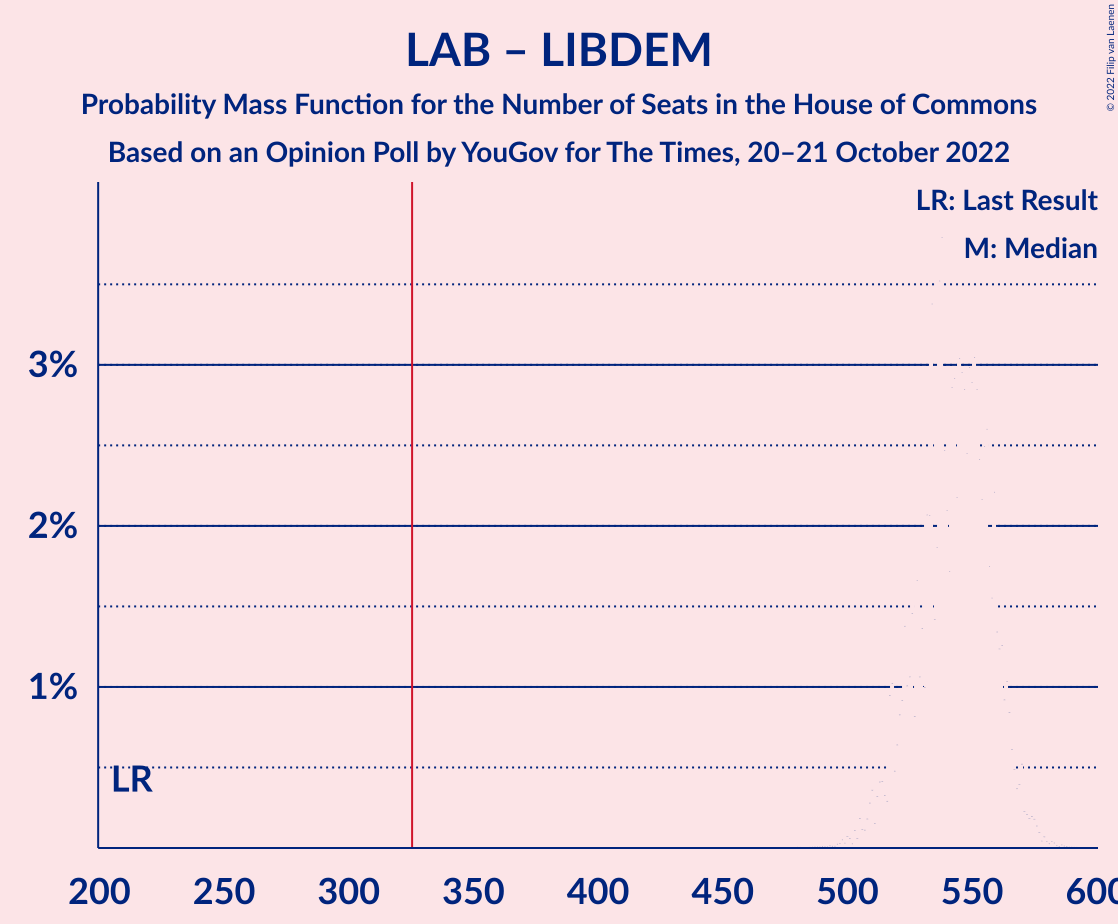 LAB – LIBDEM
Probability Mass Function for the Number of Seats in the House of Commons
Based on an Opinion Poll by YouGov for The Times, 20–21 October 2022
© 2022 Filip van Laenen
LR: Last Result
M: Median
3%
2%
1%
LR
200 250 300 350 400 450 500 550 600